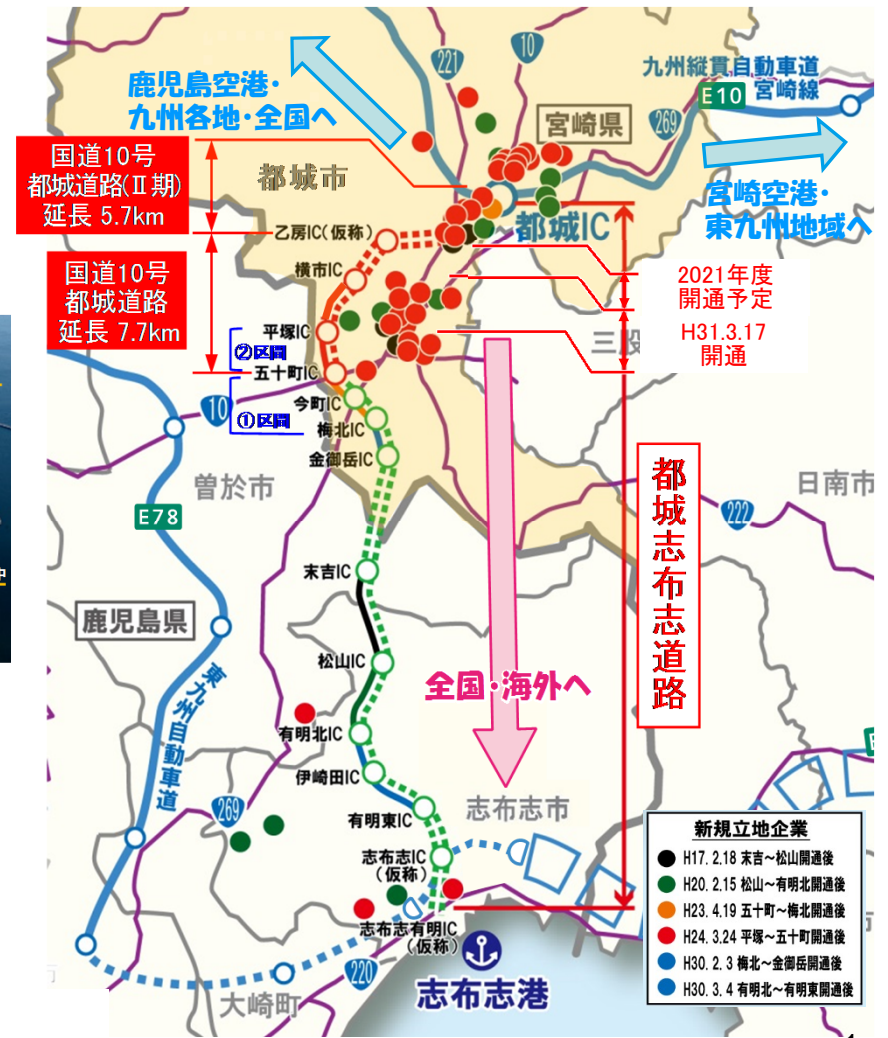 鹿児島空港・
九州各地・全国へ
221
10
九州縦貫自動車道
宮崎線
E10
269
宮崎県
宮崎空港・
東九州地域へ
国道10号
都城道路(Ⅱ期)
延長 5.7km
都城市
都城IC
乙房IC(仮称)
横市IC
国道10号
都城道路
延長 7.7km
2021年度
開通予定
H31.3.17
開通
三股
平塚IC
②区間
五十町IC
今町IC
10
①区間
梅北IC
金御岳IC
曽於市
E78
都城志布志道路
日南市
222
末吉IC
鹿児島県
松山IC
全国・海外へ
東九州自動車道
有明北IC
伊崎田IC
269
有明東IC
志布志市
志布志IC
(仮称)
志布志有明IC
(仮称)
220
大崎町
志布志港
新規立地企業
H17. 2.18 末吉～松山開通後
H20. 2.15 松山～有明北開通後
H23. 4.19 五十町～梅北開通後
H24. 3.24 平塚～五十町開通後
H30. 2. 3 梅北～金御岳開通後
H30. 3. 4 有明北～有明東開通後